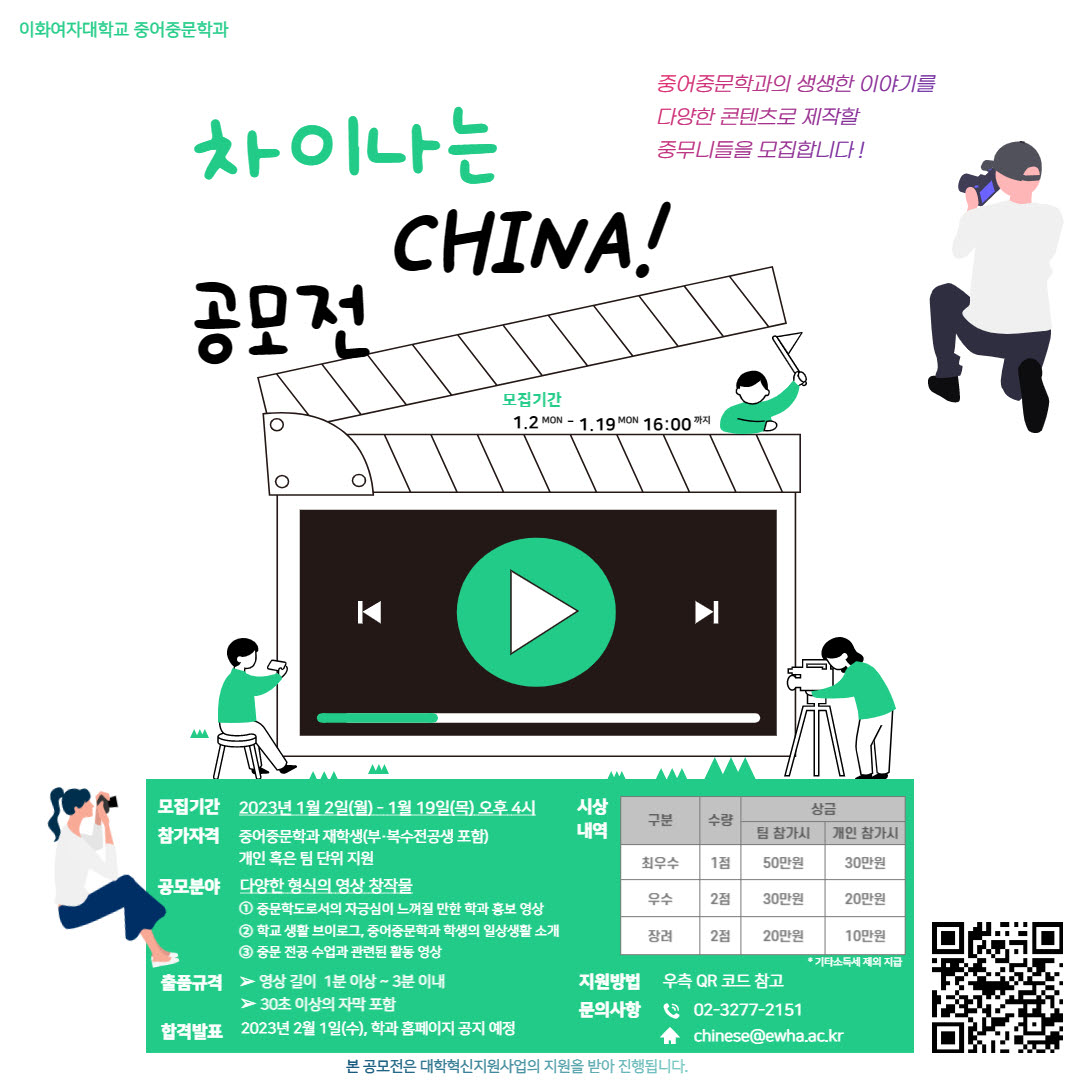 이화여자대학교 중어중문학과
중어중문학과의 생생한 이야기를
다양한 콘텐츠로 제작할
중무니들을 모집합니다 !
차이나는
CHINA!
공모전
모집기간
1.2 MON - 1.19 MON 16:00 까지
모집기간 2023년 1월 2일(월) - 1월 19일(목) 오후 4시
참가자격 중어중문학과 재학생(부·복수전공생 포함)
개인 혹은 팀 단위 지원
공모분야 다양한 형식의 영상 창작물
① 중문학도로서의 자긍심이 느껴질 만한 학과 홍보 영상
② 학교 생활 브이로그, 중어중문학과 학생의 일상생활 소개
③ 중문 전공 수업과 관련된 활동 영상
출품규격 ➢ 영상 길이 1분 이상 ~ 3분 이내
➢ 30초 이상의 자막 포함
합격발표 2023년 2월 1일(수), 학과 홈페이지 공지 예정
시상
내역
구분 수량 상금
팀 참가시 개인 참가시
최우수 1점 50만원 30만원
우수 2점 30만원 20만원
장려 2점 20만원 10만원
* 기타소득세 제외 지급
지원방법 우측 QR 코드 참고
문의사항 02-3277-2151
chinese@ewha.ac.kr
본 공모전은 대학혁신지원사업의 지원을 받아 진행됩니다.